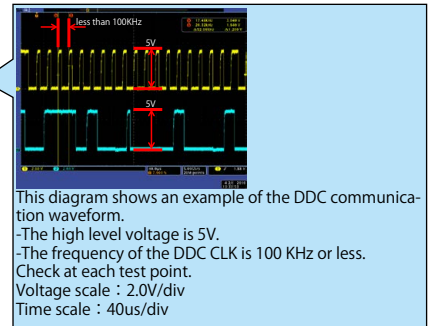 less than 100KHz
5V
5V
This diagram shows an example of the DDC communica-
tion waveform.
-The high level voltage is 5V.
-The frequency of the DDC CLK is 100 KHz or less.
Check at each test point.
Voltage scale：2.0V/div
Time scale：40us/div